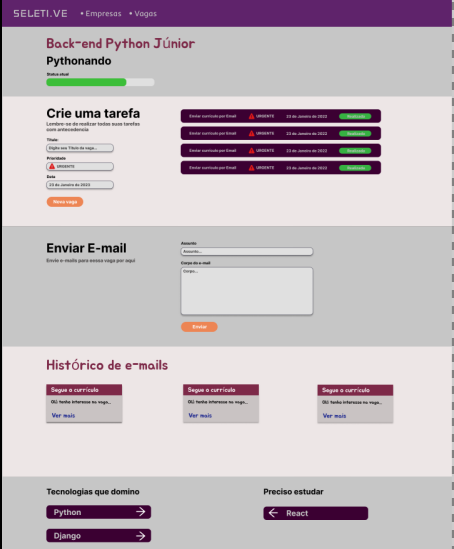 SELETI.VE • Empresas • Vagas
Back-end Python Júnior
Pythonando
Status atual
Crie uma tarefa
Lembre-se de realizar todas suas tarefas
com antecedencia
Título
Digite seu Título da vaga...
Prioridade
URGENTE
Data
23 de Janeiro de 2022
Nova vaga
Enviar currículo por Email URGENTE 23 de Janeiro de 2022 Realizada
Enviar currículo por Email URGENTE 23 de Janeiro de 2022 Realizada
Enviar currículo por Email URGENTE 23 de Janeiro de 2022 Realizada
Enviar currículo por Email URGENTE 23 de Janeiro de 2022 Realizada
Enviar E-mail
Envie e-mails para essa vaga por aqui
Assunto
Assunto...
Corpo do e-mail
Corpo...
Enviar
Histórico de e-mails
Segue o currículo
Olá tenho interesse na vaga...
Ver mais
Segue o currículo
Olá tenho interesse na vaga...
Ver mais
Segue o currículo
Olá tenho interesse na vaga...
Ver mais
Tecnologias que domino
Python
Django
Preciso estudar
React